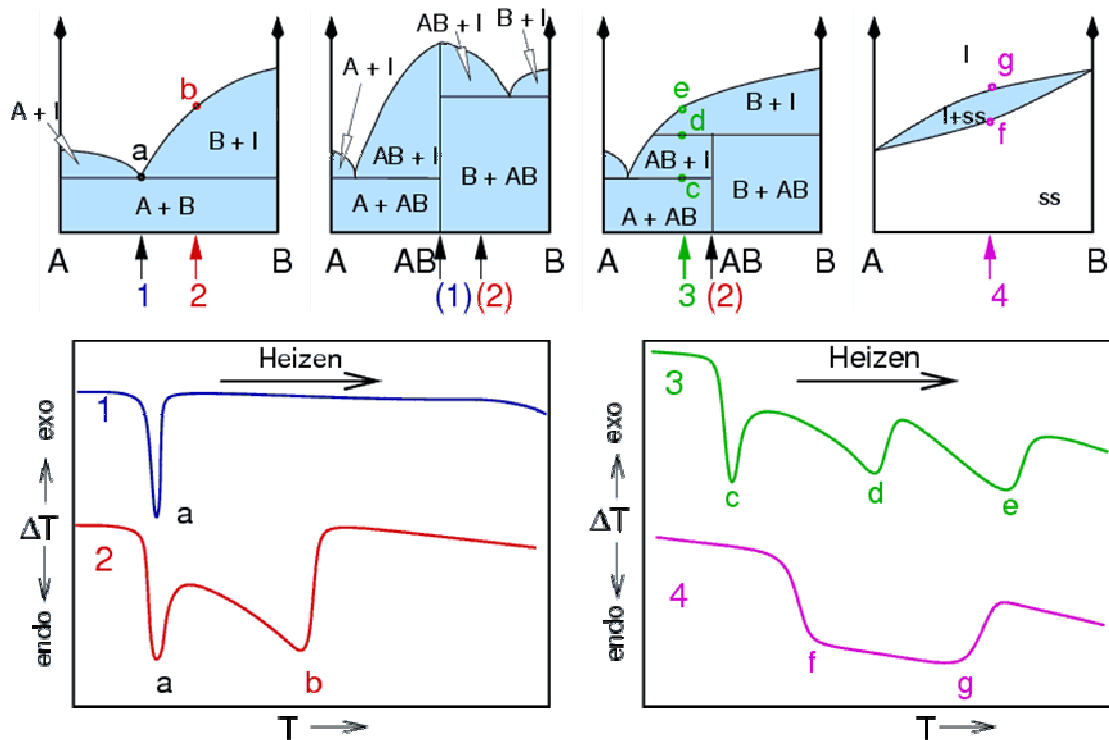 A + l
a
b
B + l
A + B
A
B
1
2
A + l
AB + l
B + l
AB + l
A + AB
B + AB
A
AB
B
(1)
(2)
e
d
B + l
AB + l
c
A + AB
B + AB
A
AB
B
3
(2)
l
g
l+ss
f
ss
A
B
4
Heizen
1
exo
a
ΔT
2
endo
a
b
T
Heizen
3
exo
c
d
e
ΔT
4
endo
f
g
T